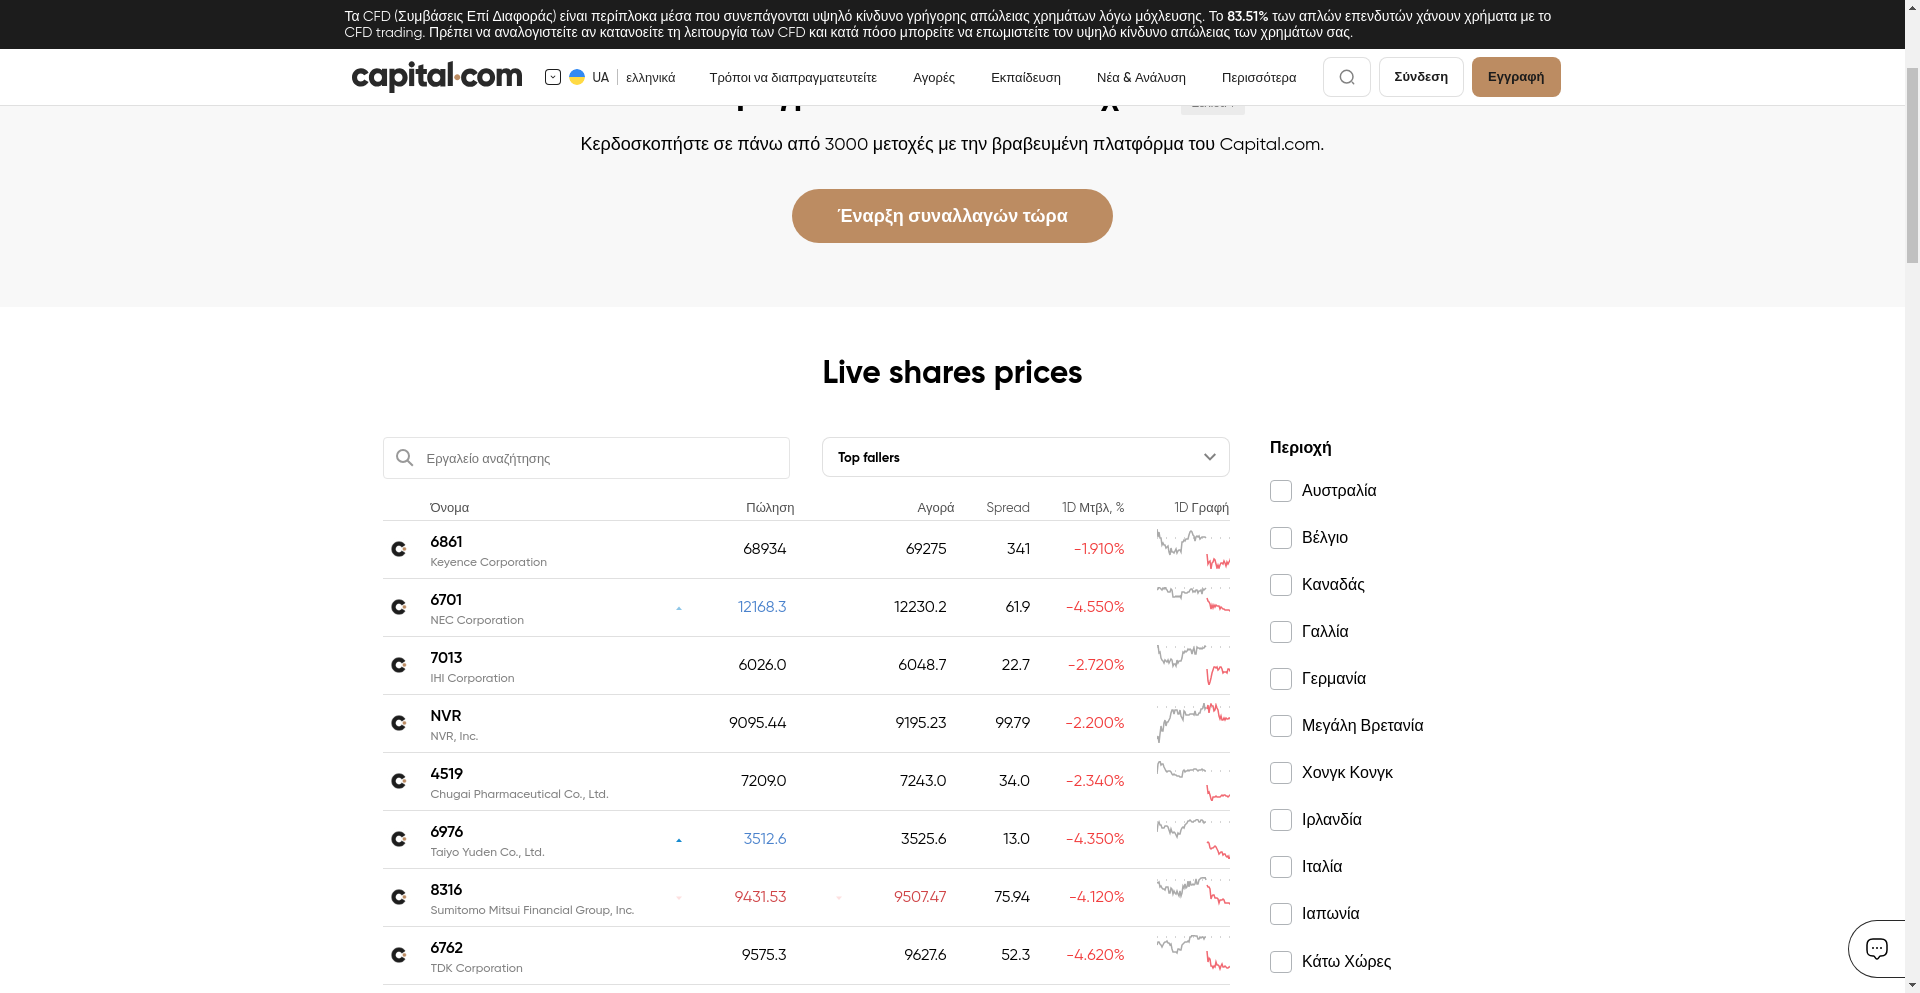 Τα CFD (Συμβάσεις Επί Διαφοράς) είναι περίπλοκα μέσα που συνεπάγονται υψηλό κίνδυνο γρήγορης απώλειας χρημάτων λόγω μόχλευσης. Το 83.51% των απλών επενδυτών χάνουν χρήματα με το
CFD trading. Πρέπει να αναλογιστείτε αν κατανοείτε τη λειτουργία των CFD και κατά πόσο μπορείτε να επωμιστείτε τον υψηλό κίνδυνο απώλειας των χρημάτων σας.
capital.com UA ελληνικά Τρόποι να διαπραγματευτείτε Αγορές Εκπαίδευση Νέα & Ανάλυση Περισσότερα Σύνδεση Εγγραφή
Κερδοσκοπήστε σε πάνω από 3000 μετοχές με την βραβευμένη πλατφόρμα του Capital.com.
Έναρξη συναλλαγών τώρα
Live shares prices
Εργαλείο αναζήτησης
Top fallers
Όνομα Πώληση Αγορά Spread 1D Μτβλ, % 1D Γραφή
6861 68934 69275 341 -1.910%
Keyence Corporation
6701 12168.3 12230.2 61.9 -4.550%
NEC Corporation
7013 6026.0 6048.7 22.7 -2.720%
IHI Corporation
NVR 9095.44 9195.23 99.79 -2.200%
NVR, Inc.
4519 7209.0 7243.0 34.0 -2.340%
Chugai Pharmaceutical Co., Ltd.
6976 3512.6 3525.6 13.0 -4.350%
Taiyo Yuden Co., Ltd.
8316 9431.53 9507.47 75.94 -4.120%
Sumitomo Mitsui Financial Group, Inc.
6762 9575.3 9627.6 52.3 -4.620%
TDK Corporation
Περιοχή
Αυστραλία
Βέλγιο
Καναδάς
Γαλλία
Γερμανία
Μεγάλη Βρετανία
Χονγκ Κονγκ
Ιρλανδία
Ιταλία
Ιαπωνία
Κάτω Χώρες